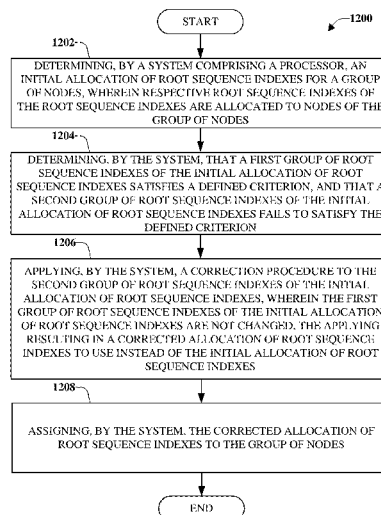 START
1200
1202
DETERMINING, BY A SYSTEM COMPRISING A PROCESSOR, AN
INITIAL ALLOCATION OF ROOT SEQUENCE INDEXES FOR A GROUP
OF NODES, WHEREIN RESPECTIVE ROOT SEQUENCE INDEXES OF
THE ROOT SEQUENCE INDEXES ARE ALLOCATED TO NODES OF THE
GROUP OF NODES
1204
DETERMINING, BY THE SYSTEM, THAT A FIRST GROUP OF ROOT
SEQUENCE INDEXES OF THE INITIAL ALLOCATION OF ROOT
SEQUENCE INDEXES SATISFIES A DEFINED CRITERION, AND THAT A
SECOND GROUP OF ROOT SEQUENCE INDEXES OF THE INITIAL
ALLOCATION OF ROOT SEQUENCE INDEXES FAILS TO SATISFY THE
DEFINED CRITERION
1206
APPLYING, BY THE SYSTEM, A CORRECTION PROCEDURE TO THE
SECOND GROUP OF ROOT SEQUENCE INDEXES OF THE INITIAL
ALLOCATION OF ROOT SEQUENCE INDEXES, WHEREIN THE FIRST
GROUP OF ROOT SEQUENCE INDEXES OF THE INITIAL ALLOCATION
OF ROOT SEQUENCE INDEXES ARE NOT CHANGED, THE APPLYING
RESULTING IN A CORRECTED ALLOCATION OF ROOT SEQUENCE
INDEXES TO USE INSTEAD OF THE INITIAL ALLOCATION OF ROOT
SEQUENCE INDEXES
1208
ASSIGNING, BY THE SYSTEM, THE CORRECTED ALLOCATION OF
ROOT SEQUENCE INDEXES TO THE GROUP OF NODES
END